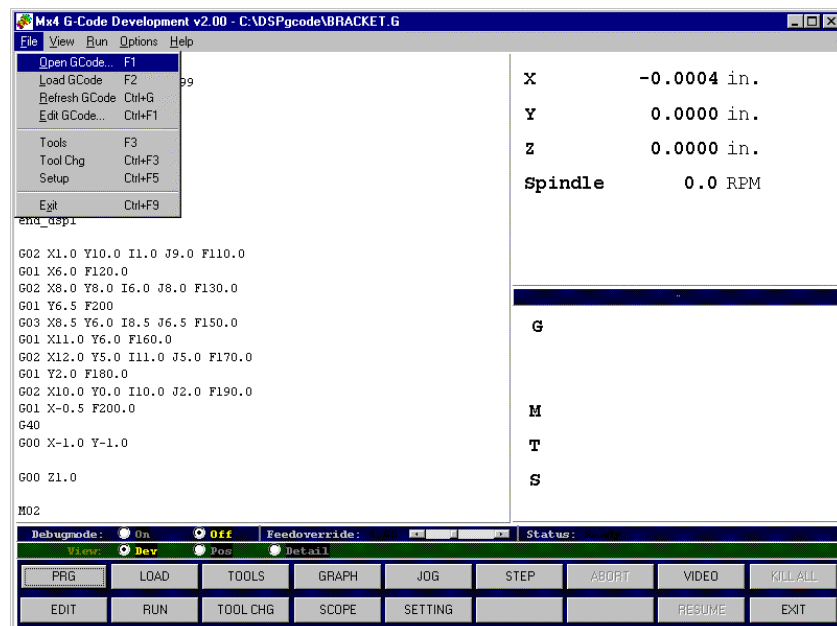 Mx4 G-Code Development v2.00 - C:\DSPgcode\BRACKET.G
File View Run Options Help
Open GCode... F1
Load GCode F2
Refresh GCode Ctrl+G
Edit GCode... Ctrl+F1
Tools F3
Tool Chg Ctrl+F3
Setup Ctrl+F5
Exit Ctrl+F9
99
end_dspl
G02 X1.0 Y10.0 I1.0 J9.0 F110.0
G01 X6.0 F120.0
G02 X8.0 Y8.0 I6.0 J8.0 F130.0
G01 Y6.5 F200
G03 X8.5 Y6.0 I8.5 J6.5 F150.0
G01 X11.0 Y6.0 F160.0
G02 X12.0 Y5.0 I11.0 J5.0 F170.0
G01 Y2.0 F180.0
G02 X10.0 Y0.0 I10.0 J2.0 F190.0
G01 X-0.5 F200.0
G40
G00 X-1.0 Y-1.0
G00 Z1.0
M02
X -0.0004 in.
Y 0.0000 in.
Z 0.0000 in.
Spindle 0.0 RPM
G
M
T
S
Debugmode: On Off Feedoverride: Status:
View: Dev Pos Detail
PRG LOAD TOOLS GRAPH JOG STEP ABORT VIDEO KILL ALL
EDIT RUN TOOL CHG SCOPE SETTING RESUME EXIT